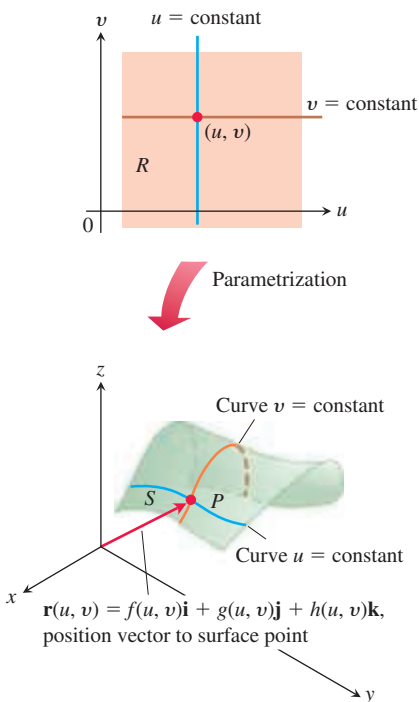 v
u = constant
v = constant
(u, v)
R
u
0
Parametrization
z
Curve v = constant
S
P
Curve u = constant
x
r(u, v) = f(u, v)i + g(u, v)j + h(u, v)k,
position vector to surface point
y